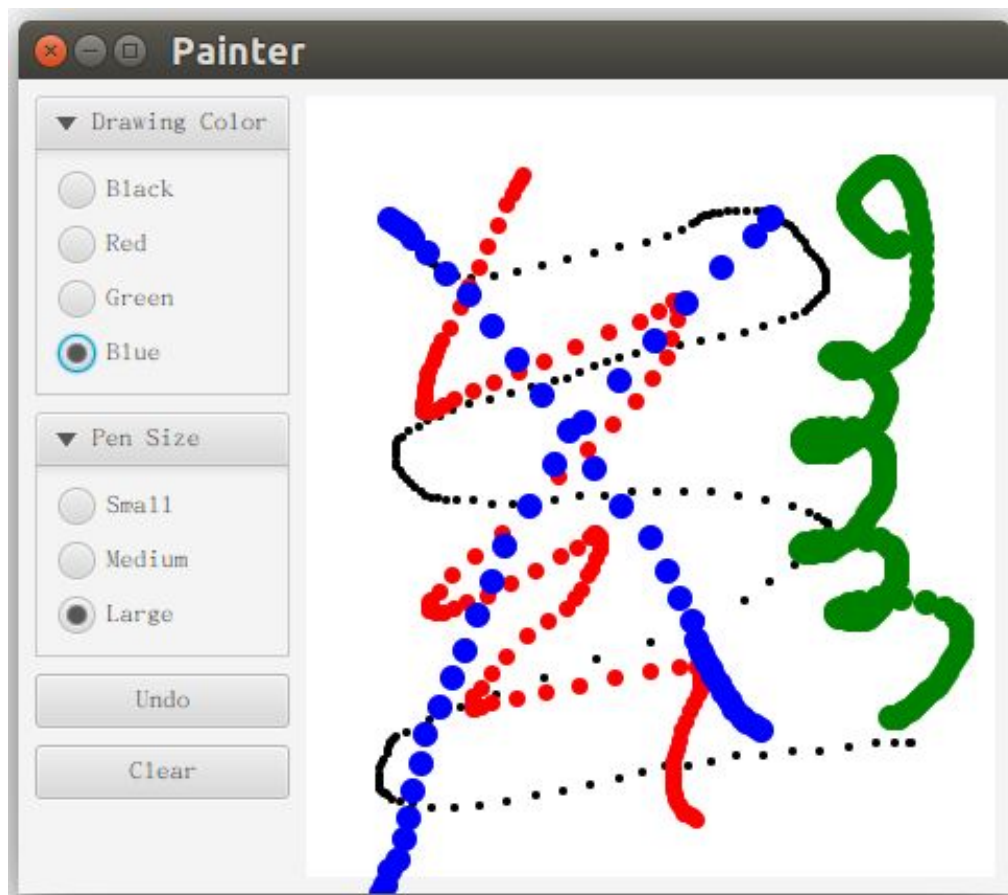 Painter
Drawing Color
Black
Red
Green
Blue
Pen Size
Small
Medium
Large
Undo
Clear